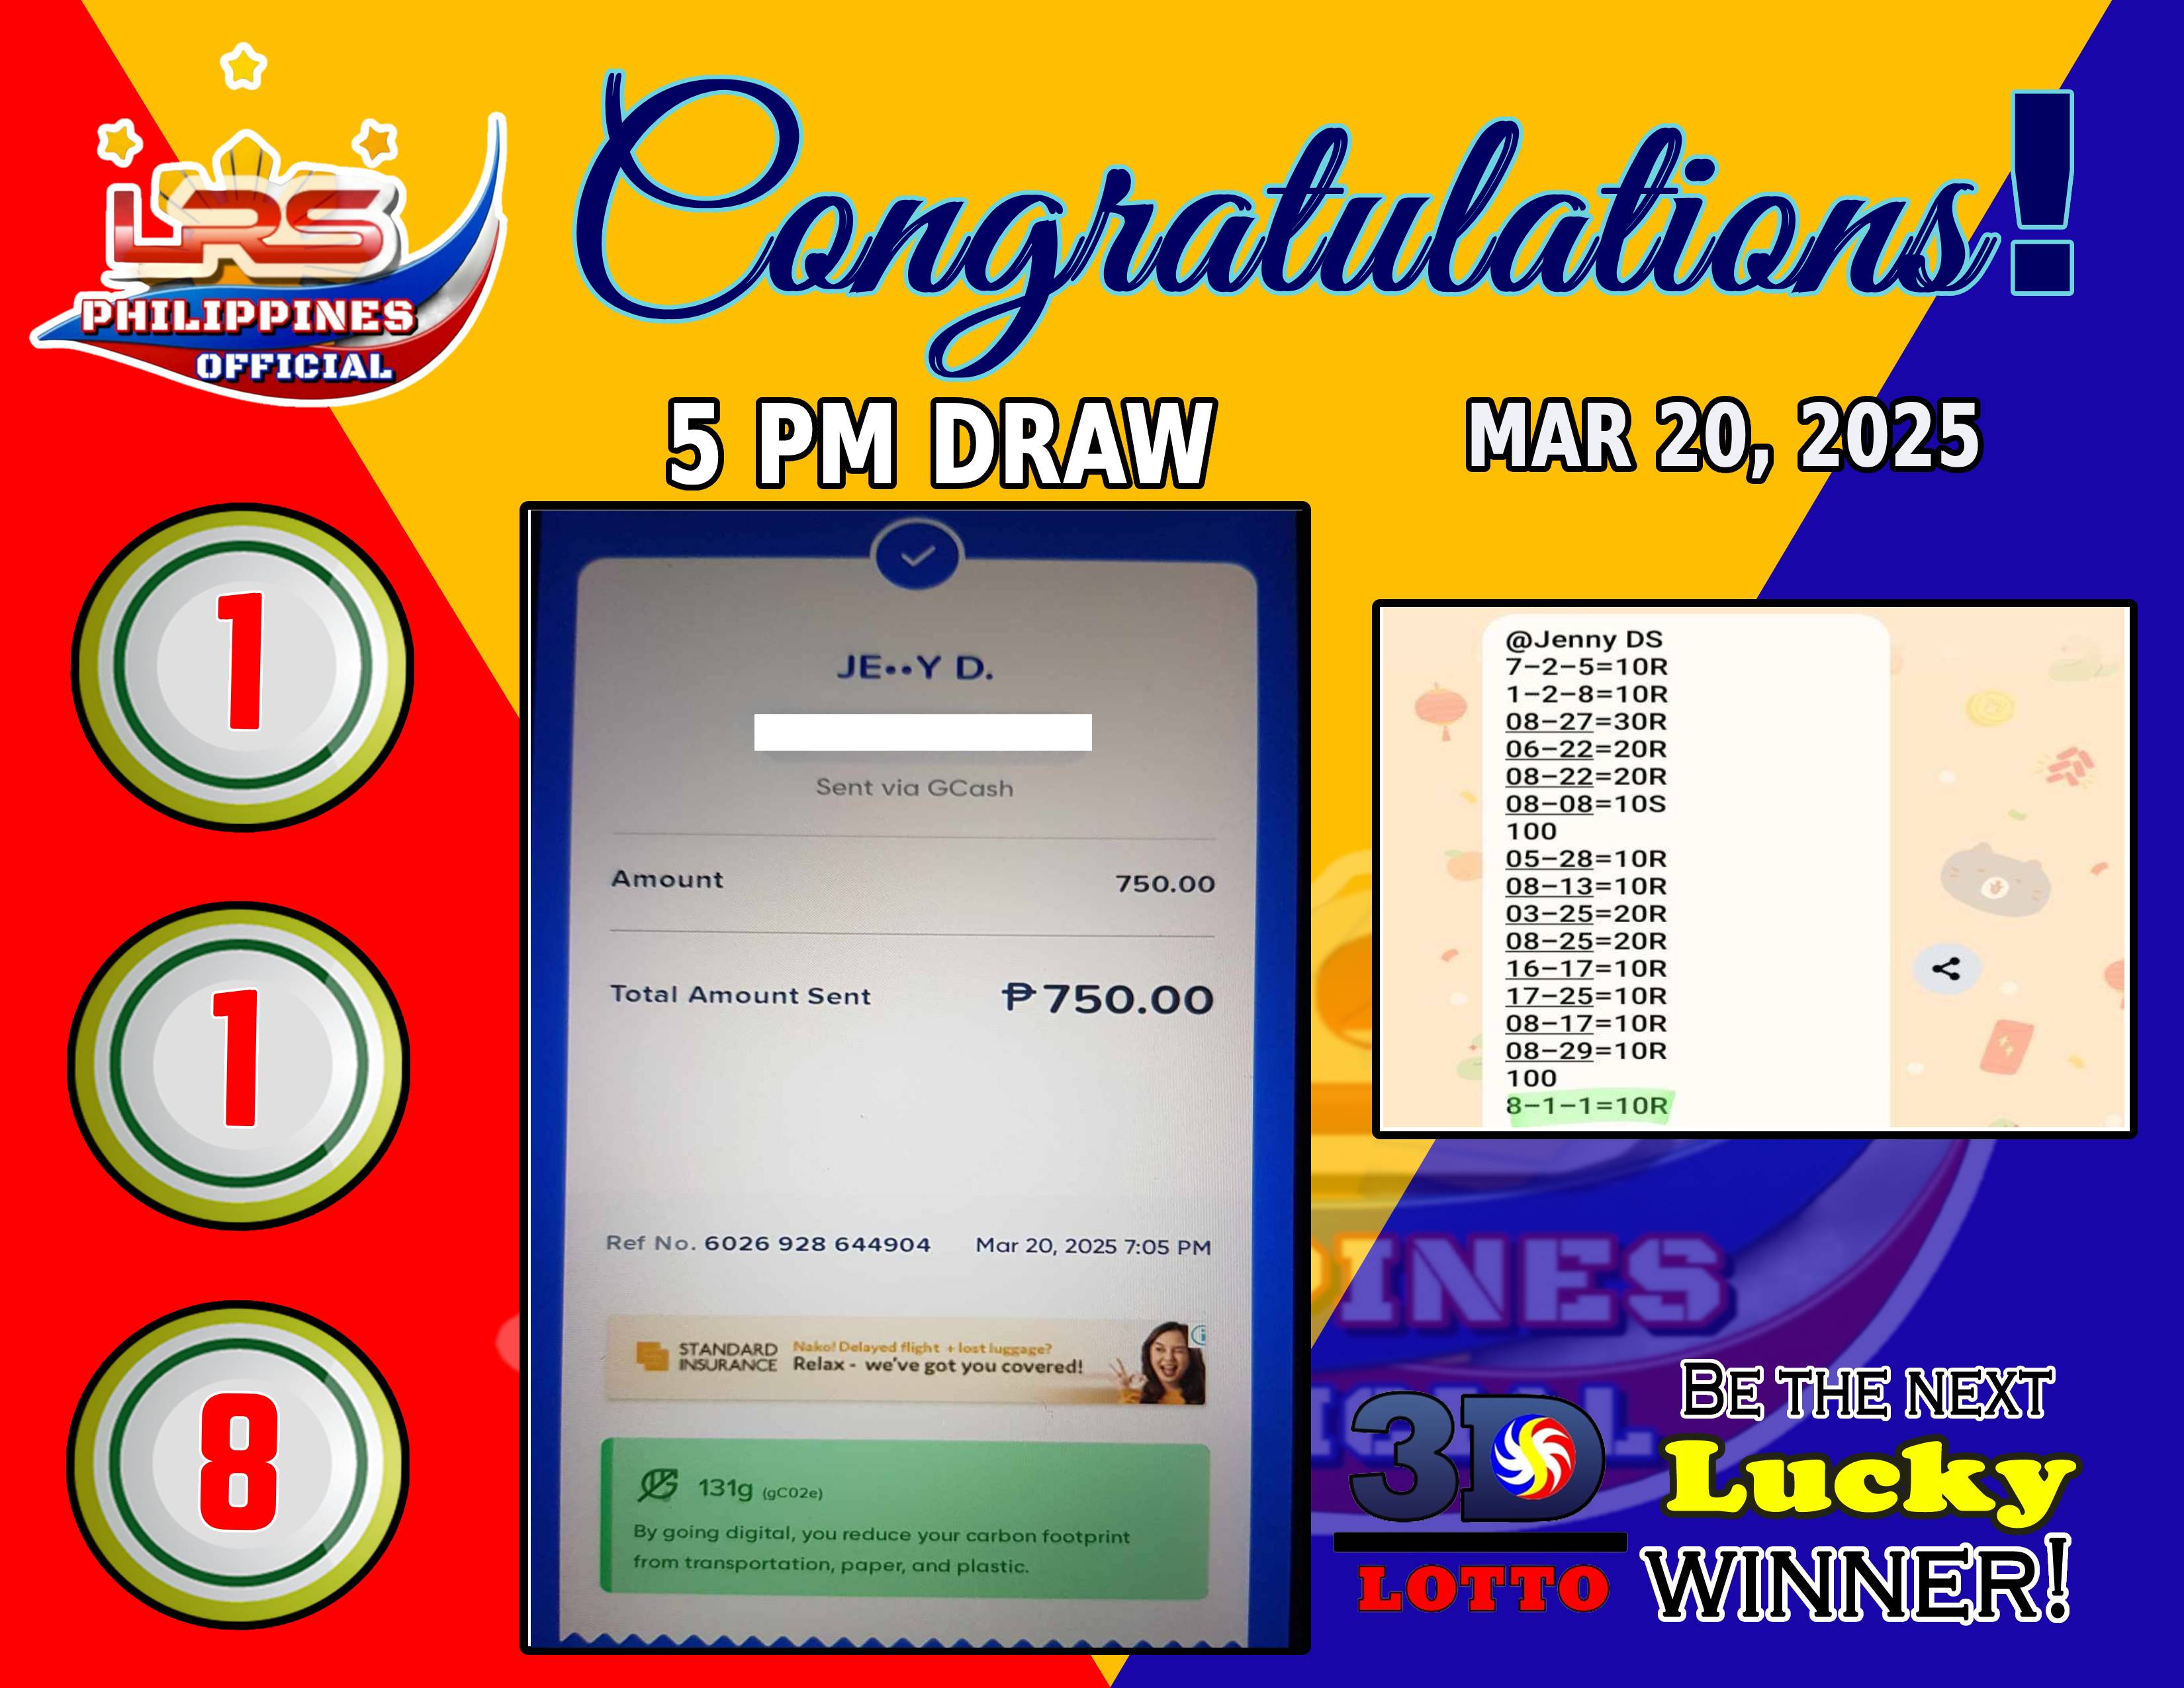 LRS
PHILIPPINES
OFFICIAL
Congratulations!
5 PM DRAW
MAR 20, 2025
1
1
8
JE••Y D.
Sent via GCash
Amount 750.00
Total Amount Sent ₱750.00
Ref No. 6026 928 644904 Mar 20, 2025 7:05 PM
STANDARD
INSURANCE
Nako! Delayed flight + lost luggage?
Relax - we've got you covered!
131g (gCO2e)
By going digital, you reduce your carbon footprint
from transportation, paper, and plastic.
@Jenny DS
7-2-5=10R
1-2-8=10R
08-27=30R
06-22=20R
08-22=20R
08-08=10S
100
05-28=10R
08-13=10R
03-25=20R
08-25=20R
16-17=10R
17-25=10R
08-17=10R
08-29=10R
100
8-1-1=10R
PINES
3D
LOTTO
BE THE NEXT
Lucky
WINNER!